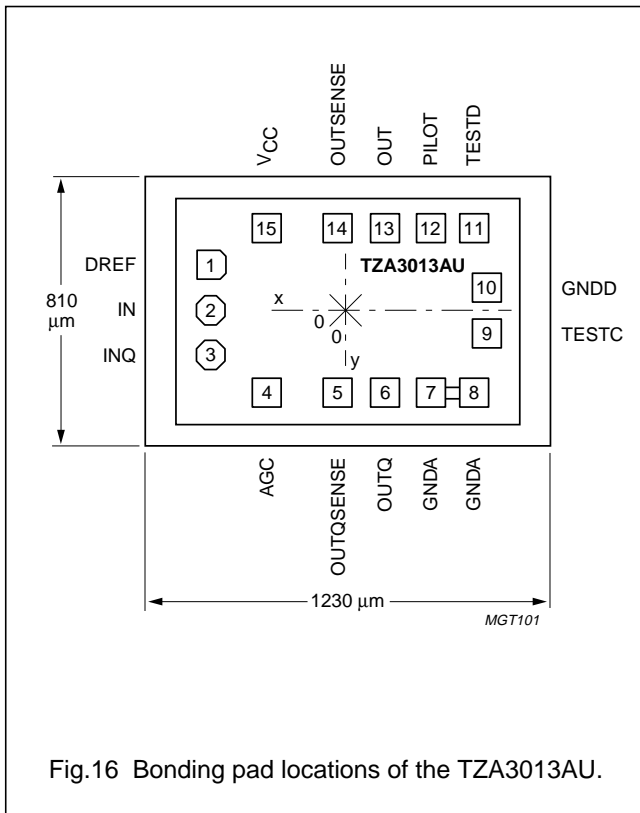 VCC
OUTSENSE
OUT
PILOT
TESTD
15
14
13
12
11
DREF
1
TZA3013AU
10
GNDD
810
µm
IN
2
x
0
0
y
9
TESTC
INQ
3
4
5
6
7
8
AGC
OUTQSENSE
OUTQ
GNDA
GNDA
1230 µm
MGT101
Fig.16 Bonding pad locations of the TZA3013AU.